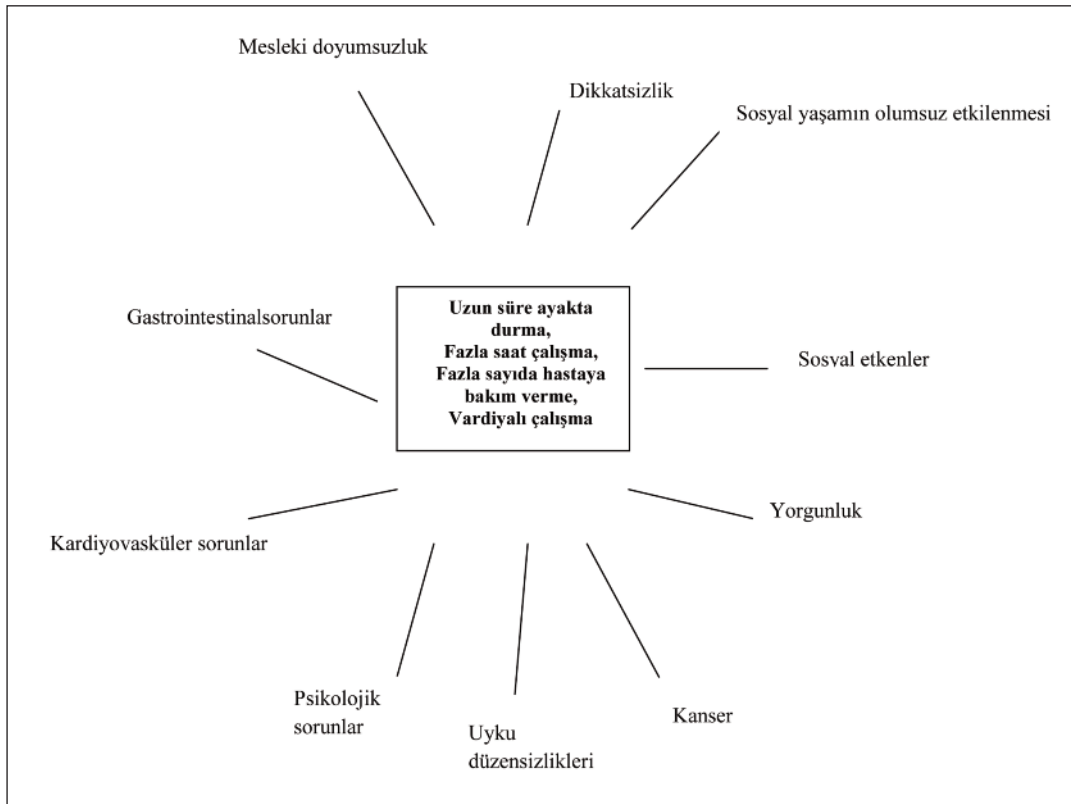 Mesleki doyumsuzluk
Dikkatsizlik
Sosyal yaşamın olumsuz etkilenmesi
Gastrointestinalsorunlar
Uzun süre ayakta
durma,
Fazla saat çalışma,
Fazla sayıda hastaya
bakım verme,
Vardiyalı çalışma
Sosval etkenler
Kardiyovasküler sorunlar
Yorgunluk
Psikolojik
sorunlar
Uyku
düzensizlikleri
Kanser